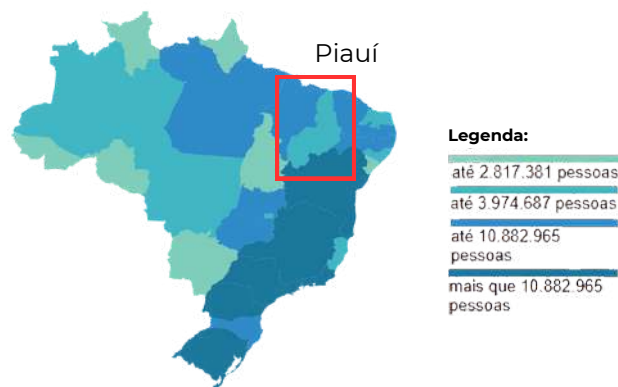 Piauí
Legenda:
até 2.817.381 pessoas
até 3.974.687 pessoas
até 10.882.965
pessoas
mais que 10.882.965
pessoas